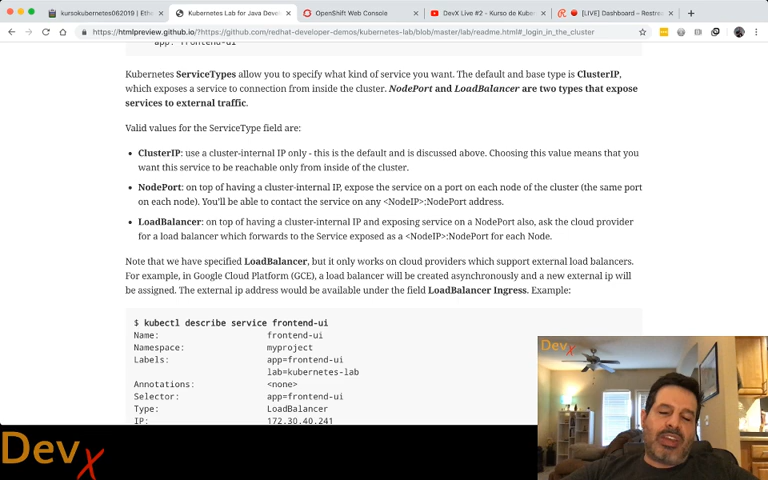 kursokubernetes062019 | Ethe
Kubernetes Lab for Java Deve
OpenShift Web Console
DevX Live #2 - Kurso de Kube
[LIVE] Dashboard - Restre
https://htmlpreview.github.com/?https://github.com/redhat-developer-demos/kubernetes-lab/blob/master/lab/readme.html#_login_in_the_cluster
app: frontend-ui
Kubernetes ServiceTypes allow you to specify what kind of service you want. The default and base type is ClusterIP,
which exposes a service to connection from inside the cluster. NodePort and LoadBalancer are two types that expose
services to external traffic.
Valid values for the ServiceType field are:
• ClusterIP: use a cluster-internal IP only - this is the default and is discussed above. Choosing this value means that you
want this service to be reachable only from inside of the cluster.
• NodePort: on top of having a cluster-internal IP, expose the service on a port on each node of the cluster (the same port
on each node). You'll be able to contact the service on any <NodeIP>:NodePort address.
• LoadBalancer: on top of having a cluster-internal IP and exposing service on a NodePort also, ask the cloud provider
for a load balancer which forwards to the Service exposed as a <NodeIP>:NodePort for each Node.
Note that we have specified LoadBalancer, but it only works on cloud providers which support external load balancers.
For example, in Google Cloud Platform (GCE), a load balancer will be created asynchronously and a new external ip will
be assigned. The external ip address would be available under the field LoadBalancer Ingress. Example:
$ kubectl describe service frontend-ui
Name: frontend-ui
Namespace: myproject
Labels: app=frontend-ui
lab=kubernetes-lab
Annotations: <none>
Selector: app=frontend-ui
Type: LoadBalancer
IP: 172.30.40.241
DevX
DevX